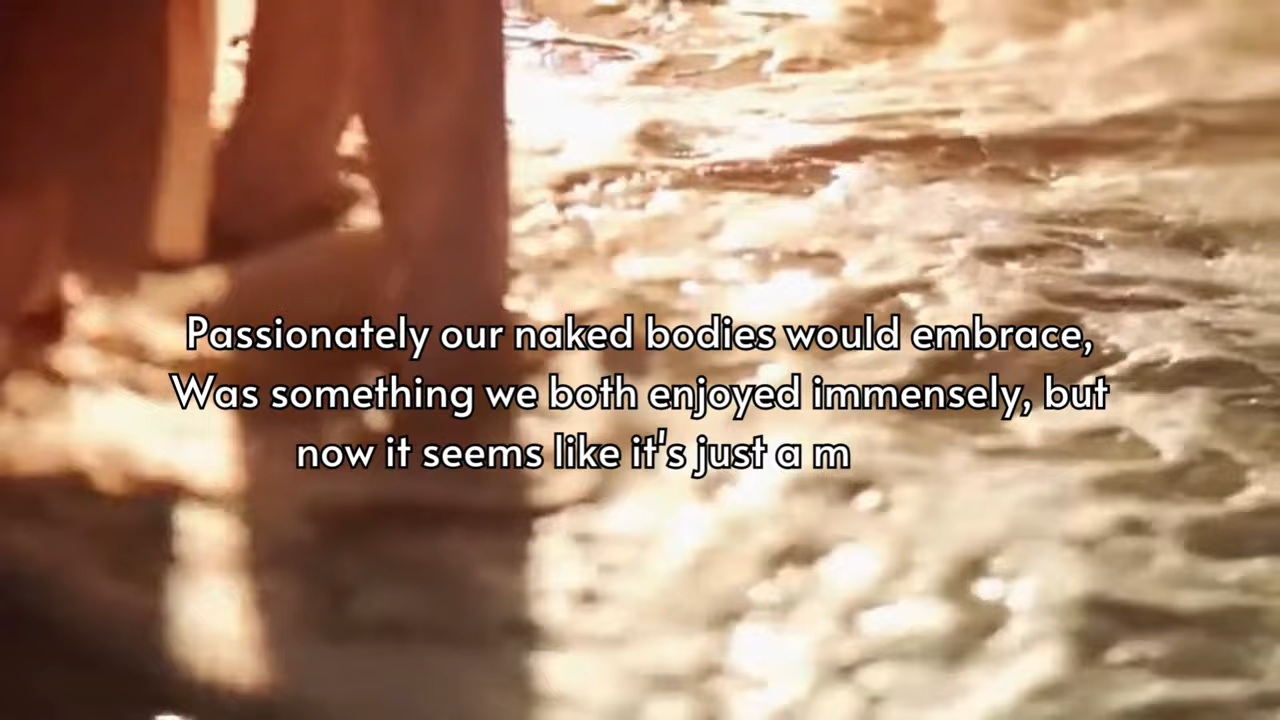 Passionately our naked bodies would embrace,
Was something we both enjoyed immensely, but
now it seems like it's just a m